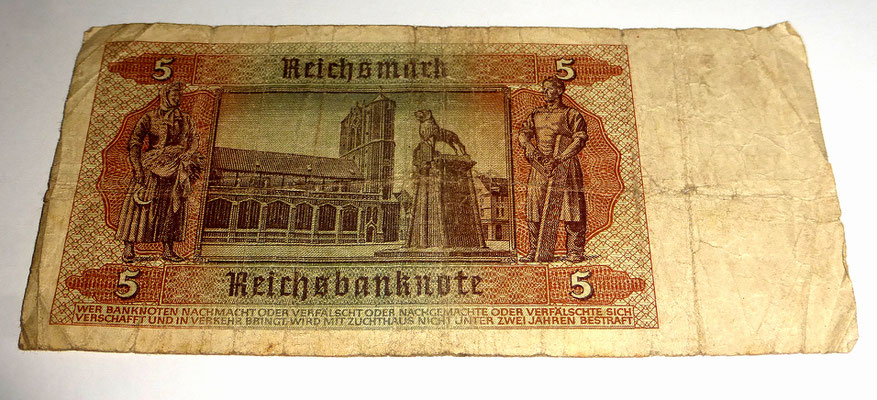 5 Reichsmark 5
5 Reichsbanknote 5
WER BANKNOTEN NACHMACHT ODER VERFÄLSCHT ODER NACHGEMACHTE ODER VERFÄLSCHTE SICH
VERSCHAFFT UND IN VERKEHR BRINGT, WIRD MIT ZUCHTHAUS NICHT UNTER ZWEI JAHREN BESTRAFT